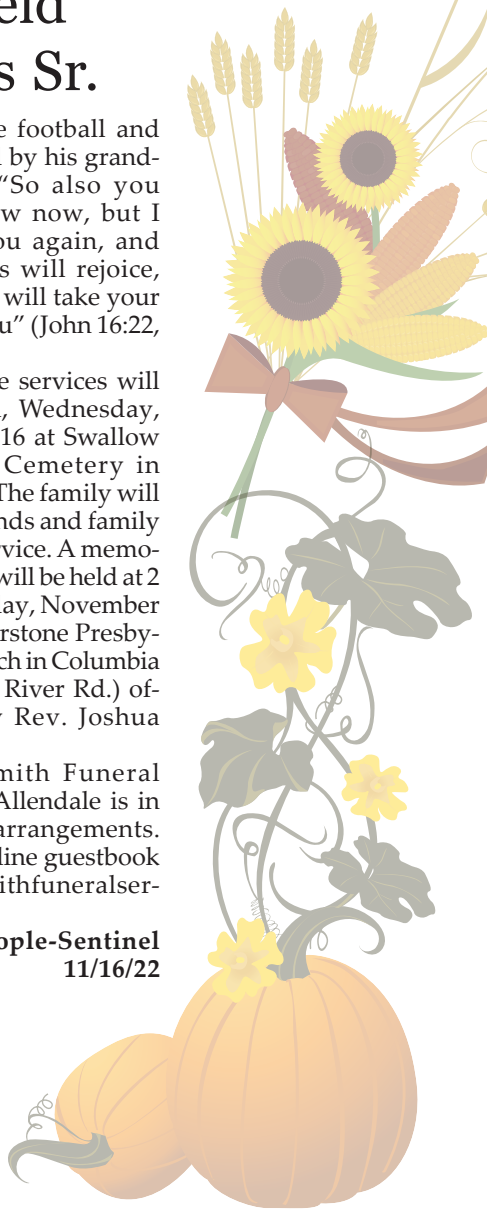 eld
s Sr.
e football and
by his grand-
“So also you
w now, but I
ou again, and
s will rejoice,
will take your
u” (John 16:22,
e services will
, Wednesday,
16 at Swallow
Cemetery in
The family will
nds and family
rvice. A memo-
will be held at 2
ay, November
rstone Presby-
ch in Columbia
River Rd.) of-
Rev. Joshua
mith Funeral
Allendale is in
arrangements.
line guestbook
ithfuneralser-
ople-Sentinel
11/16/22